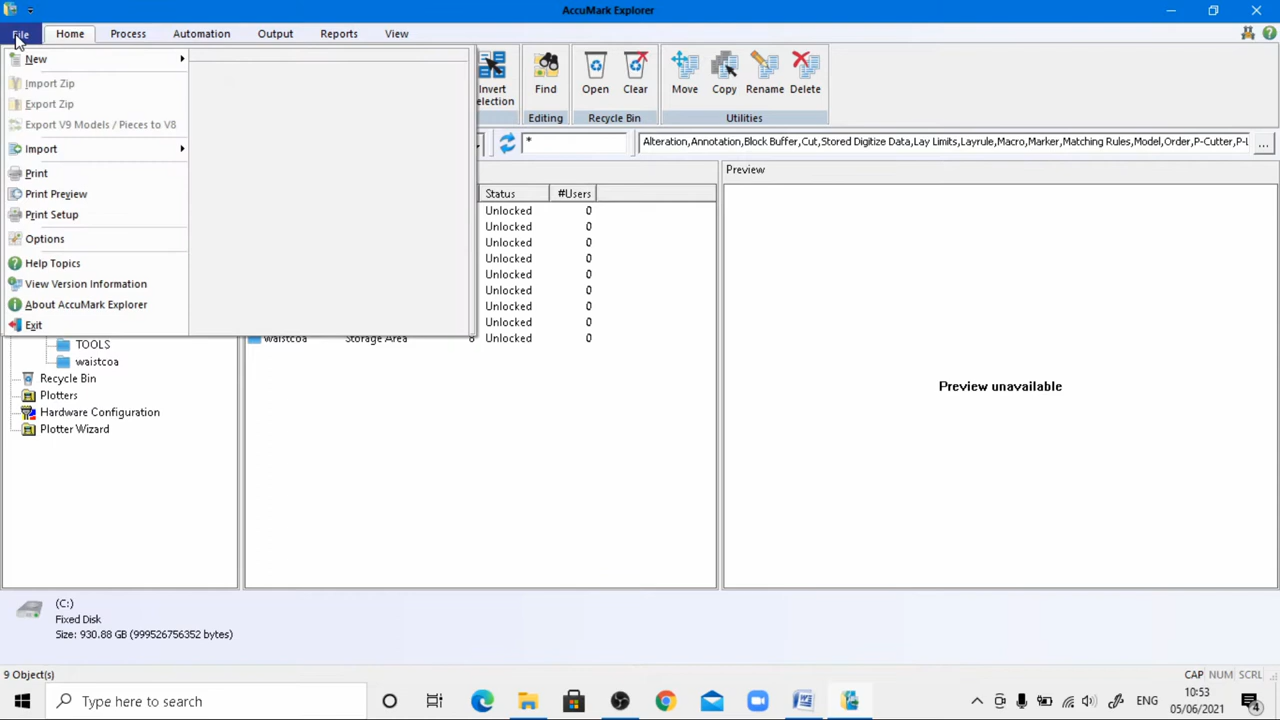 AccuMark Explorer
File Home Process Automation Output Reports View
New
Import Zip
Export Zip
Export V9 Models / Pieces to V8
Import
Print
Print Preview
Print Setup
Options
Help Topics
View Version Information
About AccuMark Explorer
Exit
Invert
Selection
Find
Editing
Open Clear
Recycle Bin
Move Copy Rename Delete
Utilities
* Alteration,Annotation,Block Buffer,Cut,Stored Digitize Data,Lay Limits,Layrule,Macro,Marker,Matching Rules,Model,Order,P-Cutter,P-L ...
Status #Users
Unlocked 0
Unlocked 0
Unlocked 0
Unlocked 0
Unlocked 0
Unlocked 0
Unlocked 0
Unlocked 0
waistcoa Storage Area 6 Unlocked 0
Preview
Preview unavailable
TOOLS
waistcoa
Recycle Bin
Plotters
Hardware Configuration
Plotter Wizard
(C:)
Fixed Disk
Size: 930.88 GB (999526756352 bytes)
9 Object(s) CAP NUM SCRL
Type here to search
ENG
10:53
05/06/2021
4